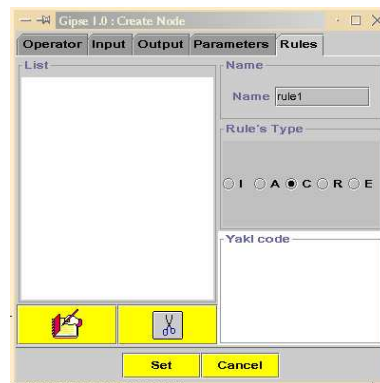 Gipse 1.0 : Create Node
Operator Input Output Parameters Rules
List
Name
Name rule1
Rule's Type
I A C R E
Yakl code
Set Cancel